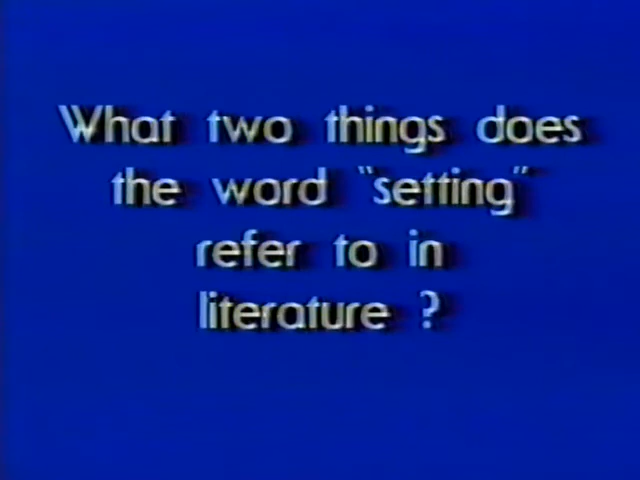 What two things does
the word "setting"
refer to in
literature ?